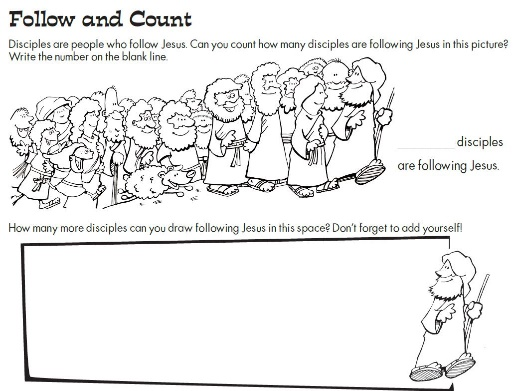 Follow and Count
Disciples are people who follow Jesus. Can you count how many disciples are following Jesus in this picture?
Write the number on the blank line.
disciples
are following Jesus.
How many more disciples can you draw following Jesus in this space? Don't forget to add yourself!